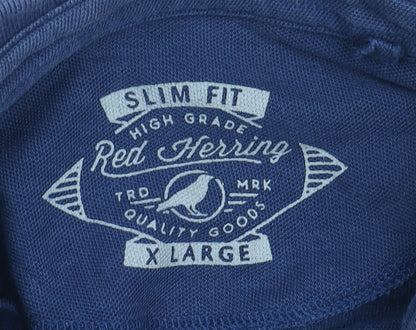 SLIM FIT
HIGH GRADE
Red Herring
TRD MRK
QUALITY GOODS
X LARGE